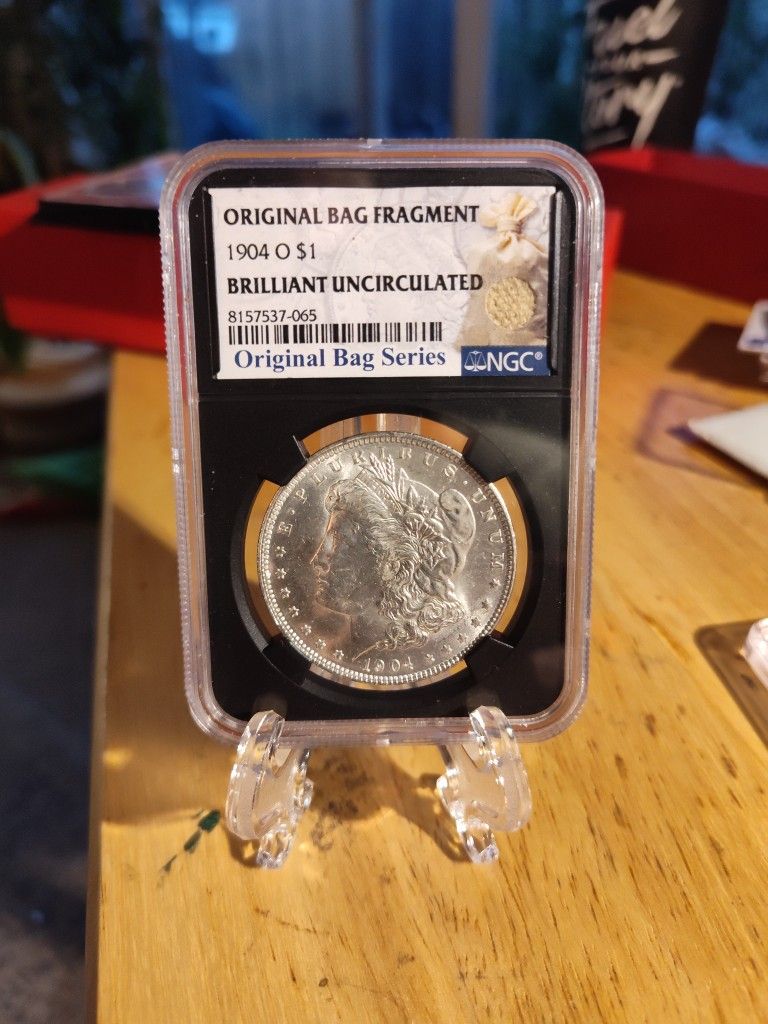 ORIGINAL BAG FRAGMENT
1904 O $1
BRILLIANT UNCIRCULATED
8157537-065
Original Bag Series
NGC®
E · PLURIBUS · UNUM
1904